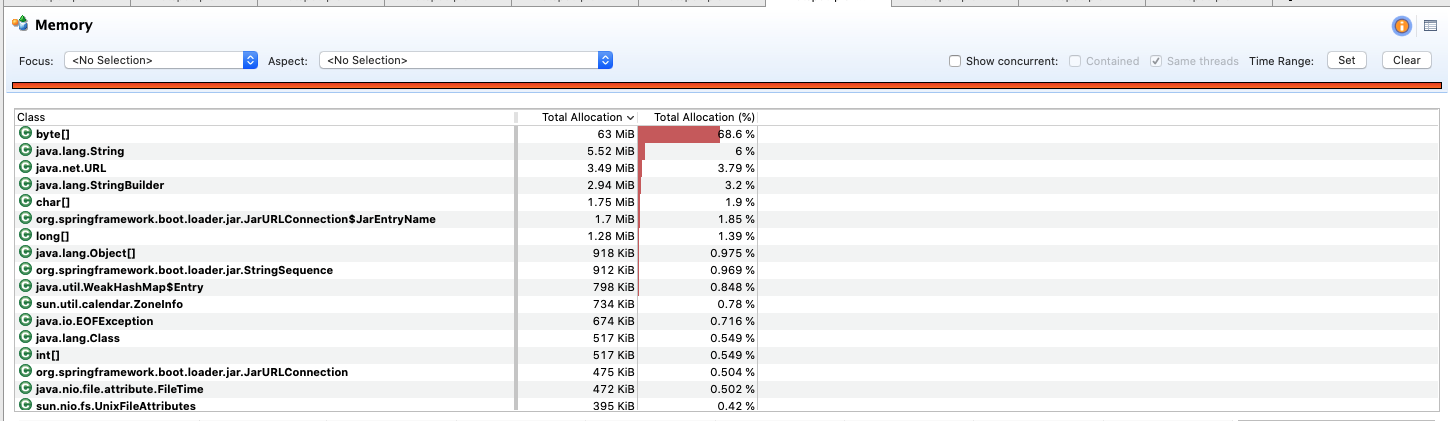 Memory
Focus: <No Selection> Aspect: <No Selection> Show concurrent: Contained Same threads Time Range: Set Clear
Class Total Allocation Total Allocation (%)
byte[] 63 MiB 68.6 %
java.lang.String 5.52 MiB 6 %
java.net.URL 3.49 MiB 3.79 %
java.lang.StringBuilder 2.94 MiB 3.2 %
char[] 1.75 MiB 1.9 %
org.springframework.boot.loader.jar.JarURLConnection$JarEntryName 1.7 MiB 1.85 %
long[] 1.28 MiB 1.39 %
java.lang.Object[] 918 KiB 0.975 %
org.springframework.boot.loader.jar.StringSequence 912 KiB 0.969 %
java.util.WeakHashMap$Entry 798 KiB 0.848 %
sun.util.calendar.ZoneInfo 734 KiB 0.78 %
java.io.EOFException 674 KiB 0.716 %
java.lang.Class 517 KiB 0.549 %
int[] 517 KiB 0.549 %
org.springframework.boot.loader.jar.JarURLConnection 475 KiB 0.504 %
java.nio.file.attribute.FileTime 472 KiB 0.502 %
sun.nio.fs.UnixFileAttributes 395 KiB 0.42 %